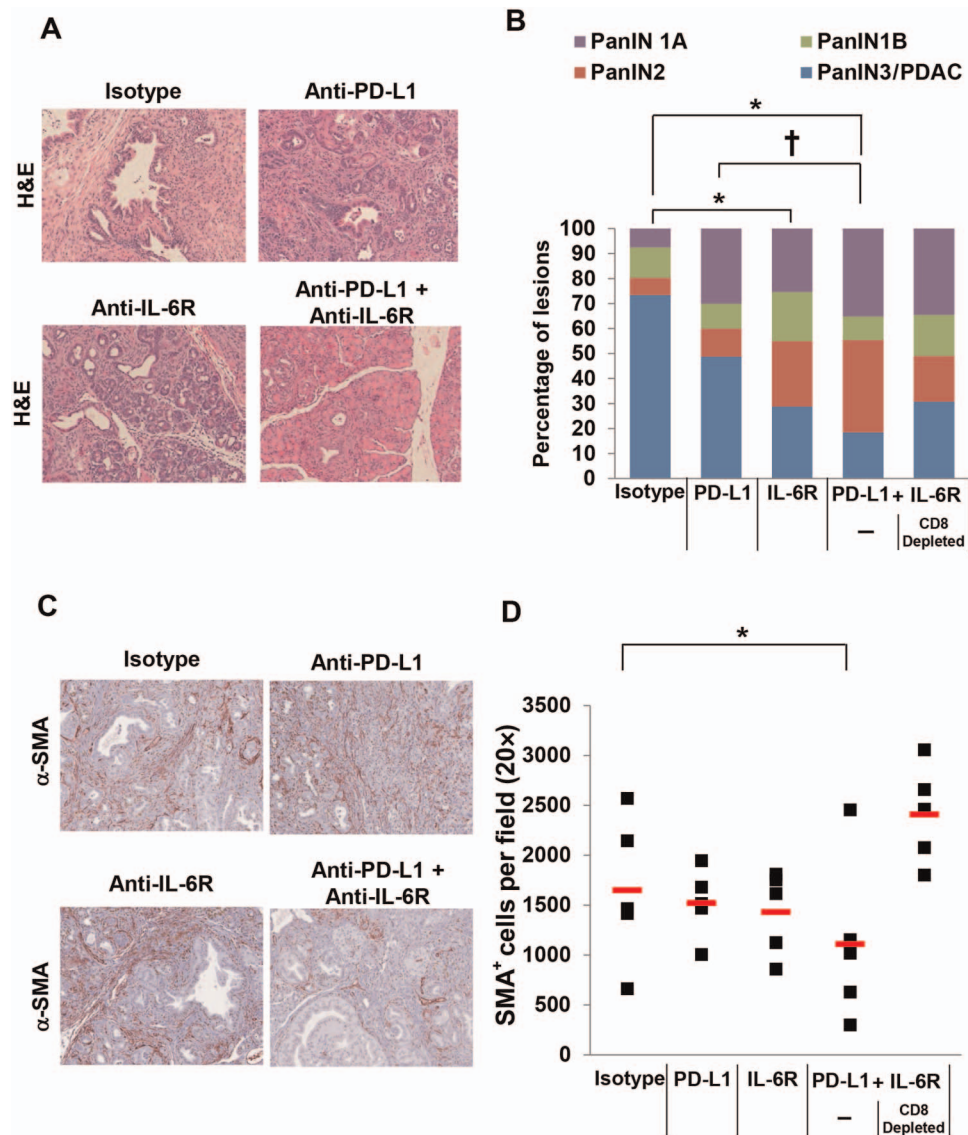 A
Isotype
Anti-PD-L1
H&E
Anti-IL-6R
Anti-PD-L1 +
Anti-IL-6R
H&E
B
PanIN 1A
PanIN1B
PanIN2
PanIN3/PDAC
*
†
*
Percentage of lesions
100
90
80
70
60
50
40
30
20
10
0
Isotype
PD-L1
IL-6R
PD-L1 + IL-6R
–
CD8
Depleted
C
Isotype
Anti-PD-L1
α-SMA
Anti-IL-6R
Anti-PD-L1 +
Anti-IL-6R
α-SMA
D
*
SMA⁺ cells per field (20×)
3500
3000
2500
2000
1500
1000
500
0
Isotype
PD-L1
IL-6R
PD-L1 + IL-6R
–
CD8
Depleted